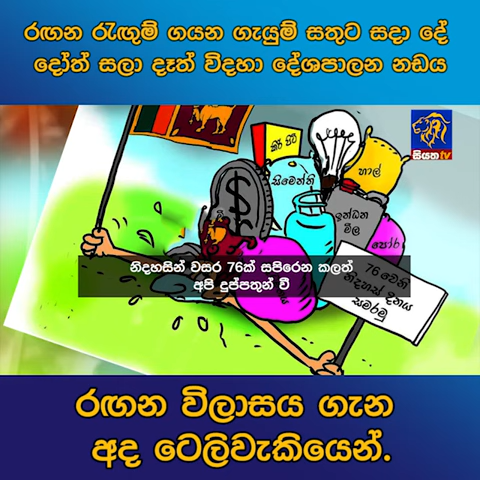 රඟන රැඟුම් ගයන ගැයුම් සතුට සදා දේ
දෝත් සලා දෑත් විදහා දේශපාලන නඩය
සියත tv
කිරි පිටි
සිමෙන්ති
හාල්
ඉන්ධන
මිල
පෝර
76 වෙනි
නිදහස් දිනය
සමරමු
නිදහසින් වසර 76ක් සපිරෙන කලත්
අපි දුප්පතුන් වී
රඟන විලාසය ගැන
අද ටෙලිවැකියෙන්.